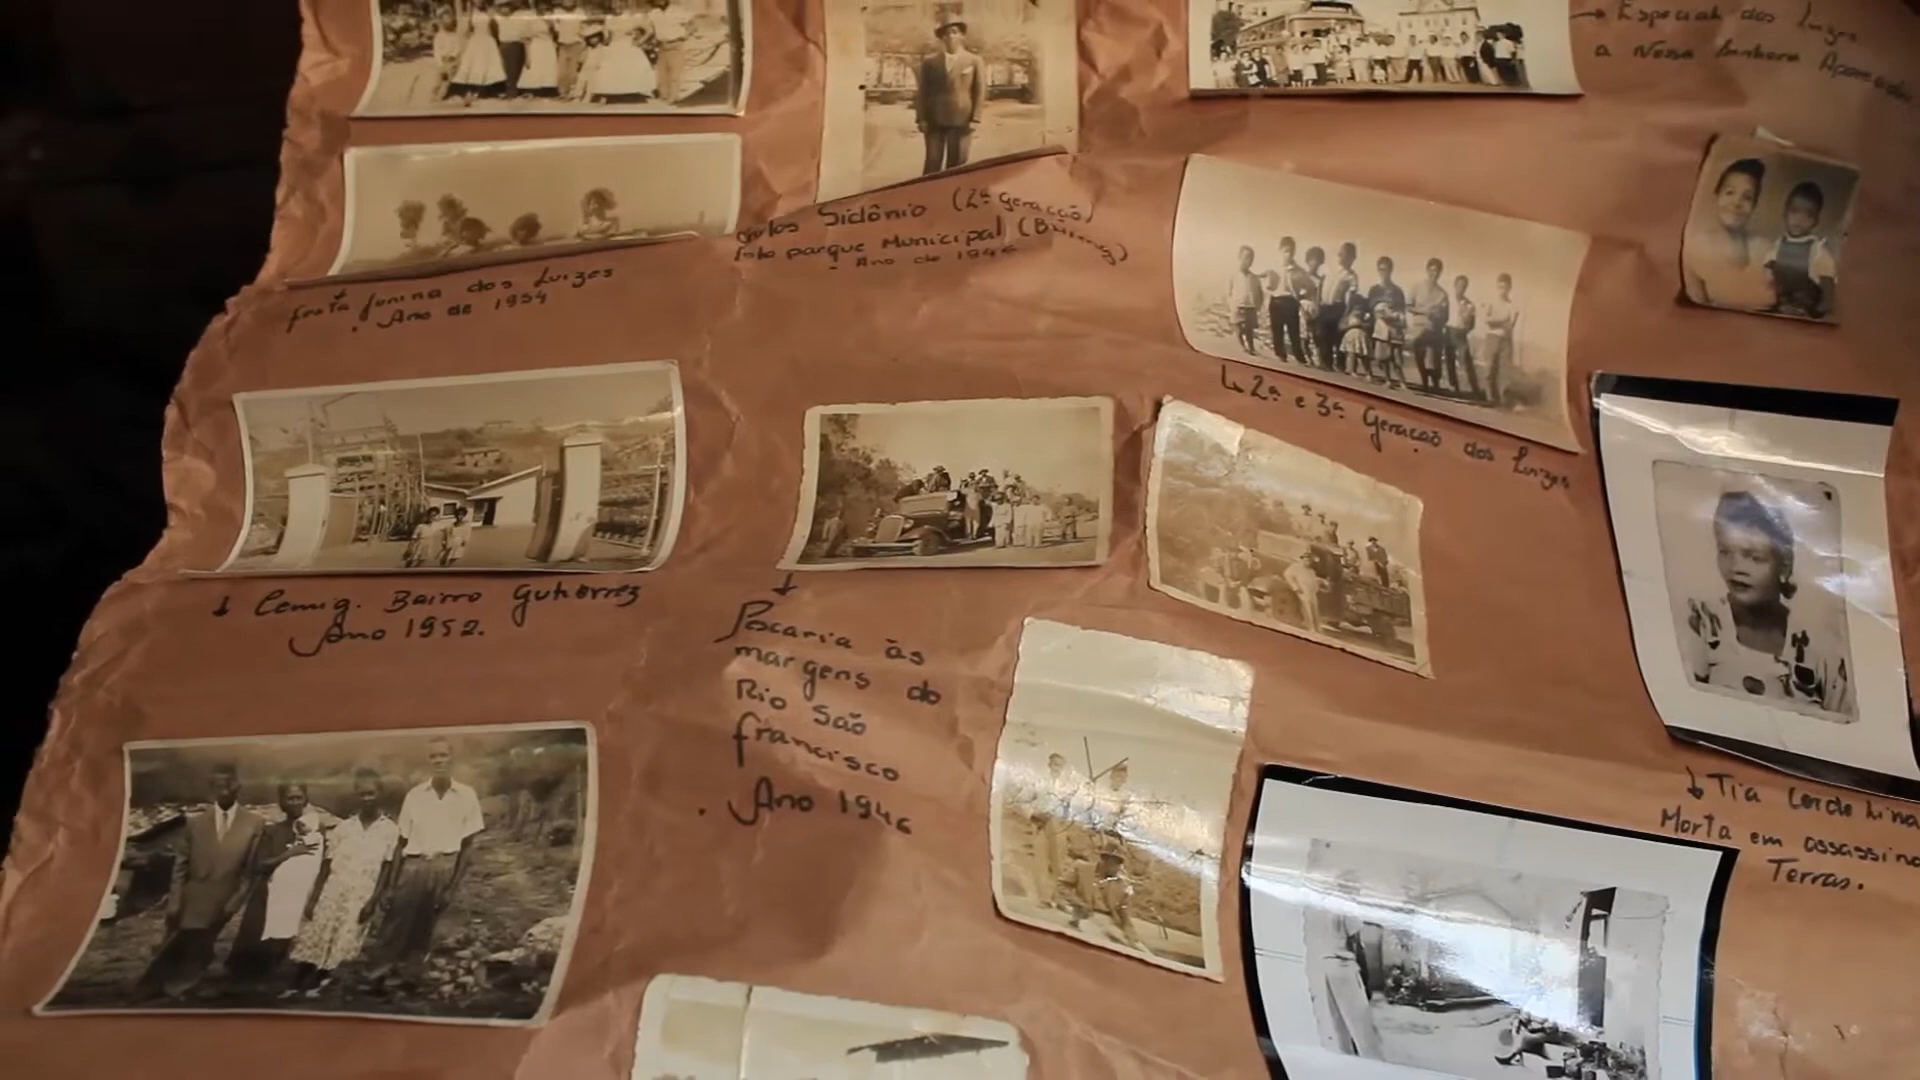 → Especial dos Luizes
a Nossa Senhora Aparecida
Carlos Sidônio (2ª geração)
foto parque Municipal (
- Ano de 1946
festa Junina dos Luizes
. Ano de 1954
↳ 2ª e 3ª Geração dos Luizes
↓ Cemig. Bairro Gutierrez
Ano 1952.
↓
Pescaria às
margens do
Rio São
francisco
. Ano 1946
↓ Tia
Morta em
Terras.